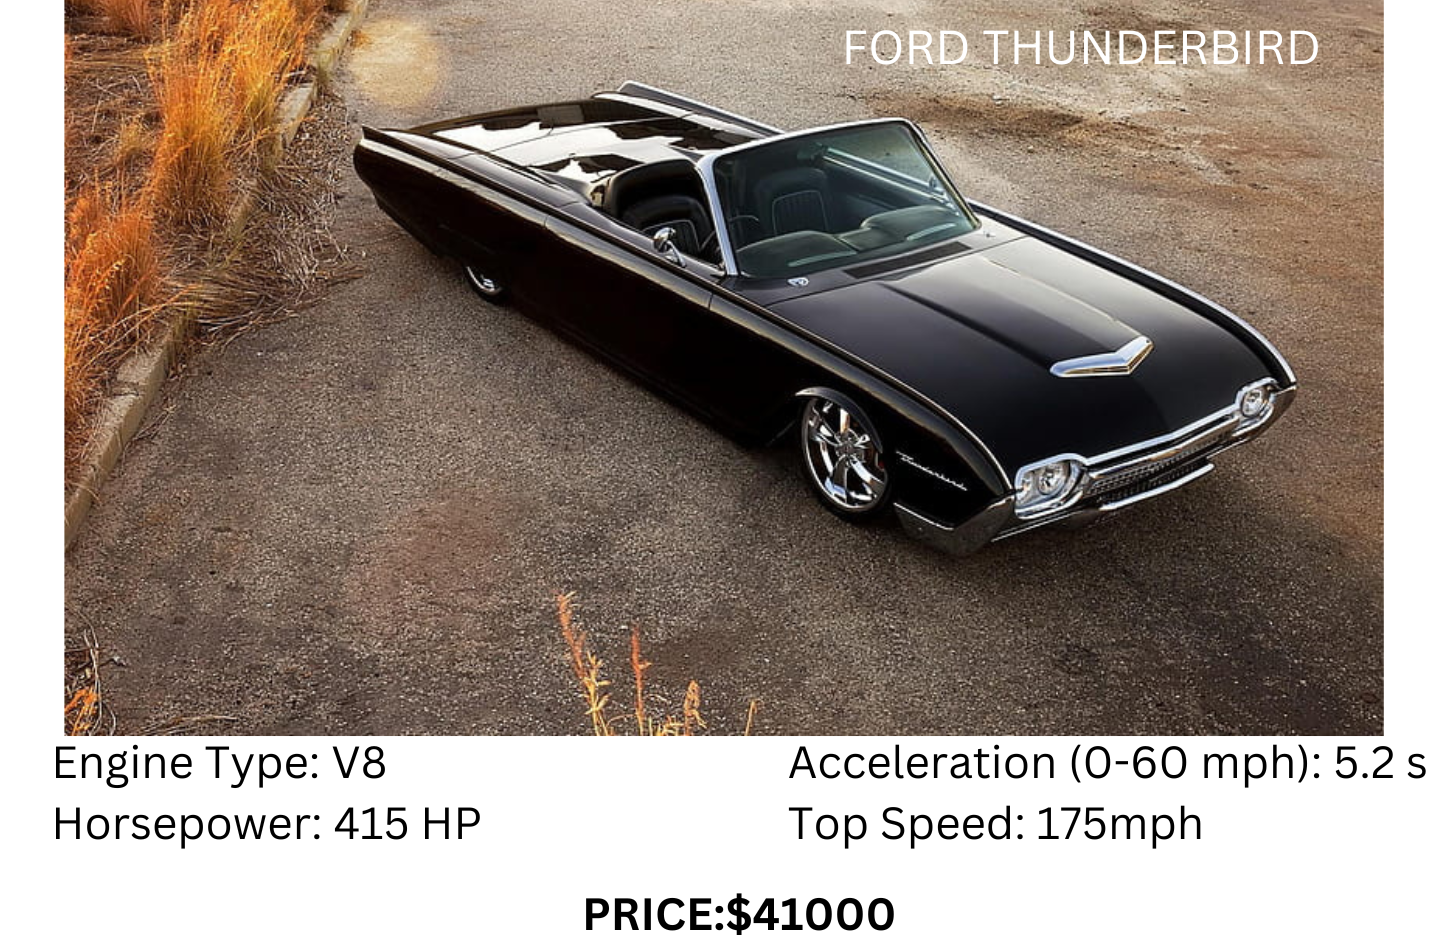 FORD THUNDERBIRD
Thunderbird
Engine Type: V8
Horsepower: 415 HP
Acceleration (0-60 mph): 5.2 s
Top Speed: 175mph
PRICE:$41000